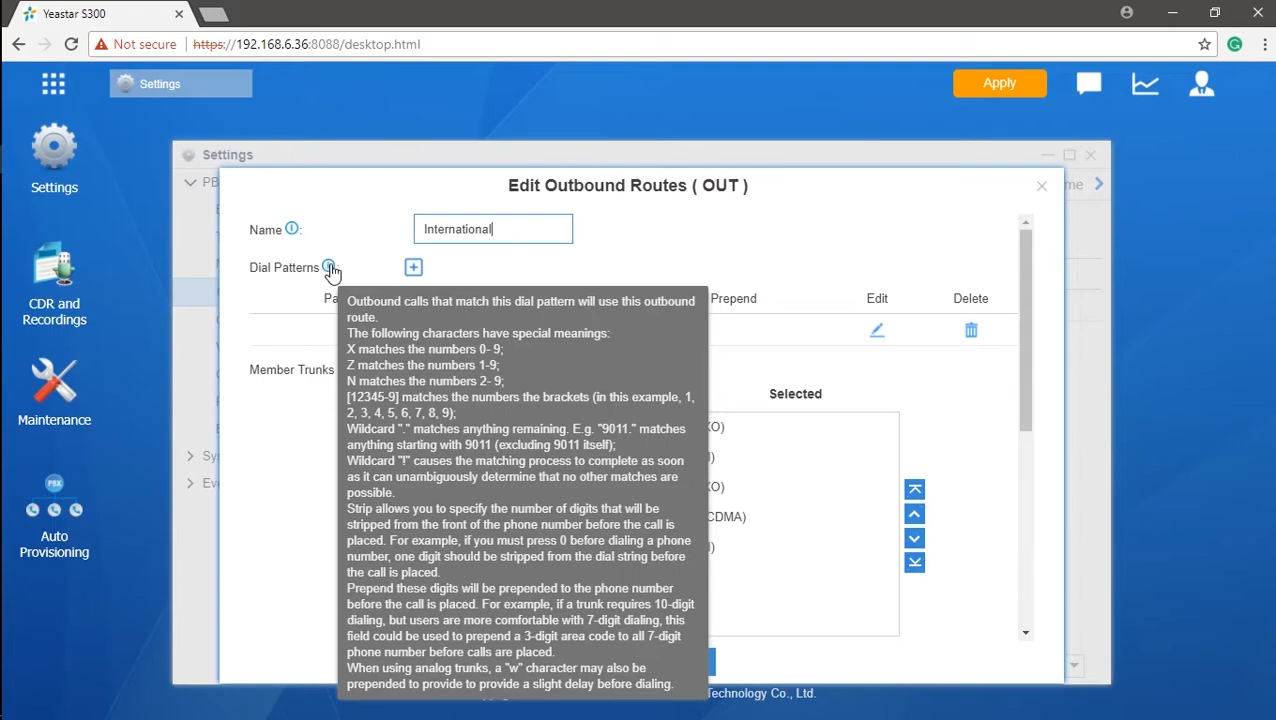 Yeastar S300
Not secure
https://192.168.6.36:8088/desktop.html
Settings
Apply
Settings
Settings
CDR and
Recordings
Maintenance
PBX
Auto
Provisioning
Edit Outbound Routes ( OUT )
Name :
International
Dial Patterns :
Prepend
Edit
Delete
Member Trunks
Selected
CDMA)
Outbound calls that match this dial pattern will use this outbound
route.
The following characters have special meanings:
X matches the numbers 0- 9;
Z matches the numbers 1-9;
N matches the numbers 2- 9;
[12345-9] matches the numbers the brackets (in this example, 1,
2, 3, 4, 5, 6, 7, 8, 9);
Wildcard "." matches anything remaining. E.g. "9011." matches
anything starting with 9011 (excluding 9011 itself);
Wildcard "!" causes the matching process to complete as soon
as it can unambiguously determine that no other matches are
possible.
Strip allows you to specify the number of digits that will be
stripped from the front of the phone number before the call is
placed. For example, if you must press 0 before dialing a phone
number, one digit should be stripped from the dial string before
the call is placed.
Prepend these digits will be prepended to the phone number
before the call is placed. For example, if a trunk requires 10-digit
dialing, but users are more comfortable with 7-digit dialing, this
field could be used to prepend a 3-digit area code to all 7-digit
phone number before calls are placed.
When using analog trunks, a "w" character may also be
prepended to provide to provide a slight delay before dialing.
Technology Co., Ltd.